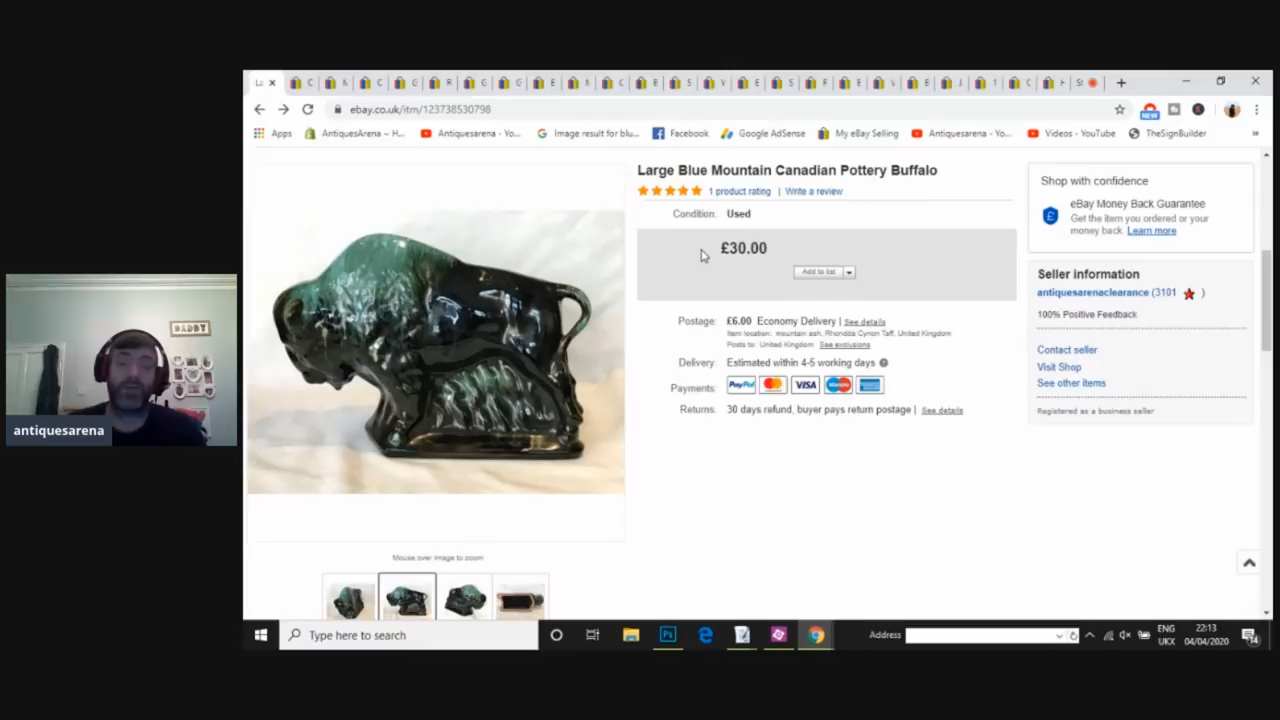 ebay.co.uk/itm/123738530798
NEW
Apps
AntiquesArena – H...
Antiquesarena - Yo...
Image result for blu...
Facebook
Google AdSense
My eBay Selling
Antiquesarena - Yo...
Videos - YouTube
TheSignBuilder
Large Blue Mountain Canadian Pottery Buffalo
1 product rating | Write a review
Condition: Used
£30.00
Add to list
Postage: £6.00 Economy Delivery | See details
Item location: mountain ash, Rhondda Cynon Taff, United Kingdom
Posts to: United Kingdom See exclusions
Delivery: Estimated within 4-5 working days
Payments: PayPal VISA
Returns: 30 days refund, buyer pays return postage | See details
Mouse over image to zoom
Shop with confidence
eBay Money Back Guarantee
Get the item you ordered or your
money back. Learn more
Seller information
antiquesarenaclearance (3101 )
100% Positive Feedback
Contact seller
Visit Shop
See other items
Registered as a business seller
DADDY
antiquesarena
Type here to search
Ps
Address
ENG
UKX
22:13
04/04/2020